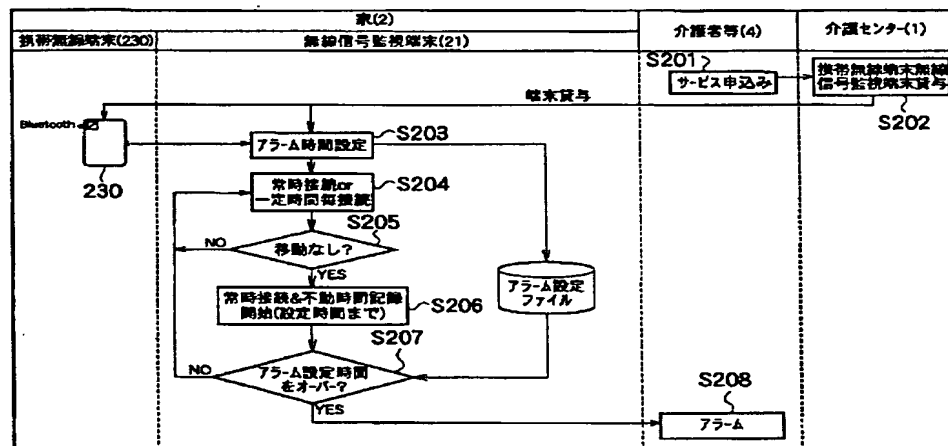 家(2)
介護者等(4)
介護センター(1)
携帯無線端末(230)
無線信号監視端末(21)
S201
サービス申込み
携帯無線端末無線
信号監視端末貸与
S202
端末貸与
Bluetooth
230
アラーム時間設定
S203
常時接続or
一定時間毎接続
S204
S205
移動なし?
NO
YES
アラーム設定
ファイル
常時接続&不動時間記録
開始(設定時間まで)
S206
S207
アラーム設定時間
をオーバー?
NO
YES
S208
アラーム